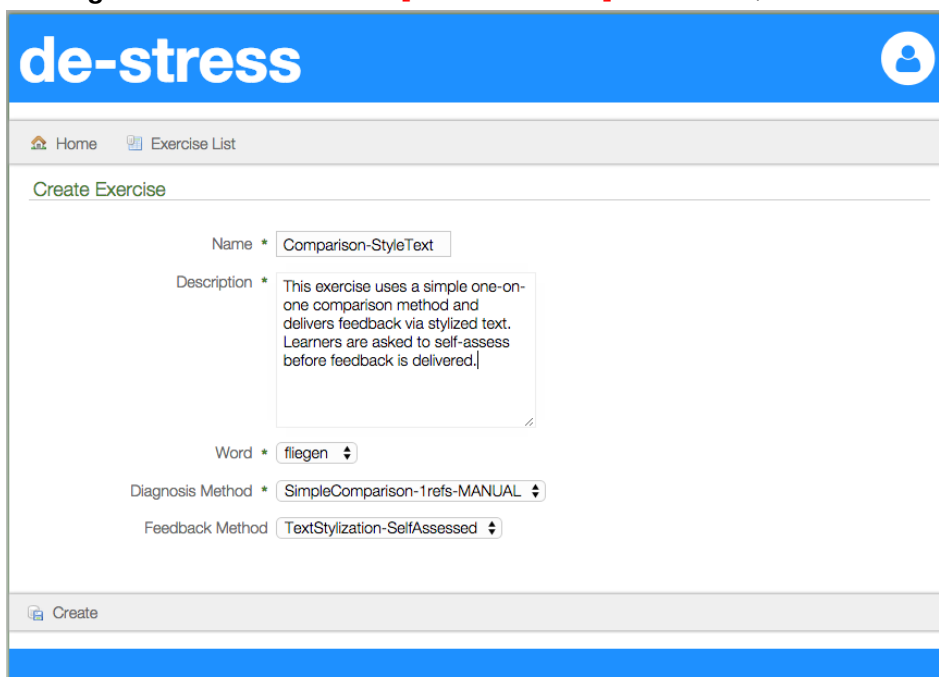 de-stress
Home Exercise List
Create Exercise
Name * Comparison-StyleText
Description * This exercise uses a simple one-on-
one comparison method and
delivers feedback via stylized text.
Learners are asked to self-assess
before feedback is delivered.
Word * fliegen
Diagnosis Method * SimpleComparison-1refs-MANUAL
Feedback Method TextStylization-SelfAssessed
Create